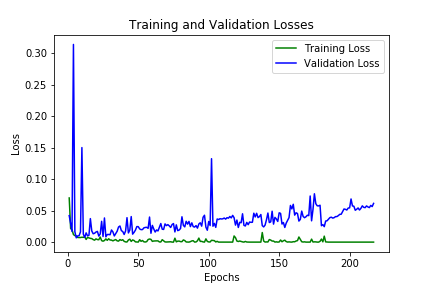 Training and Validation Losses
Training Loss
Validation Loss
0.30
0.25
0.20
0.15
0.10
0.05
0.00
Loss
0 50 100 150 200
Epochs